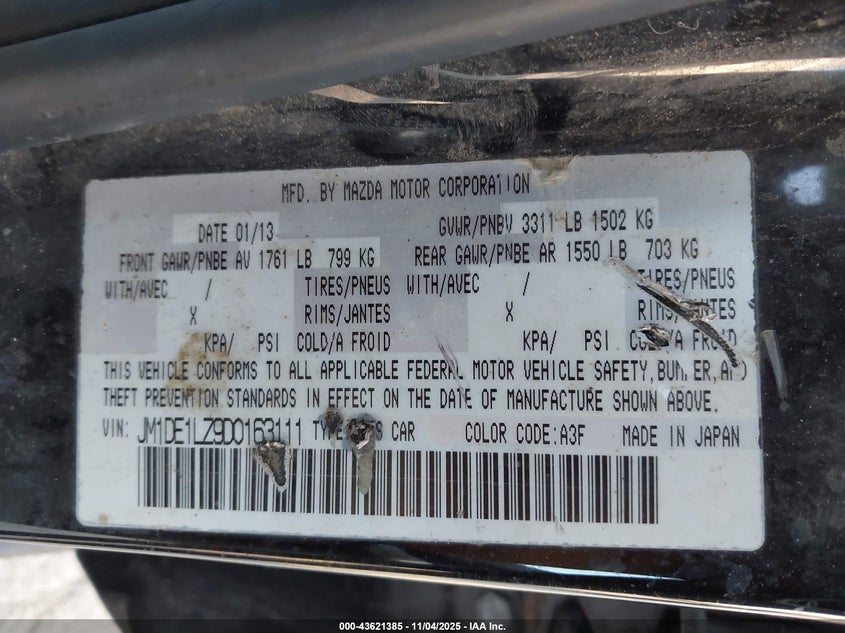 MFD. BY MAZDA MOTOR CORPORATION
DATE 01/13 GVWR/PNBV 3311 LB 1502 KG
FRONT GAWR/PNBE AV 1761 LB 799 KG REAR GAWR/PNBE AR 1550 LB 703 KG
WITH/AVEC / TIRES/PNEUS WITH/AVEC / TIRES/PNEUS
X RIMS/JANTES X RIMS/JANTES
KPA/ PSI COLD/A FROID KPA/ PSI COLD/A FROID
THIS VEHICLE CONFORMS TO ALL APPLICABLE FEDERAL MOTOR VEHICLE SAFETY,
THEFT PREVENTION STANDARDS IN EFFECT ON THE DATE OF MANUFACTURE SHOWN ABOVE.
VIN: JM1DE1LZ9D0163111 CAR COLOR CODE:A3F MADE IN JAPAN
000-43621385 - 11/04/2025 - IAA Inc.